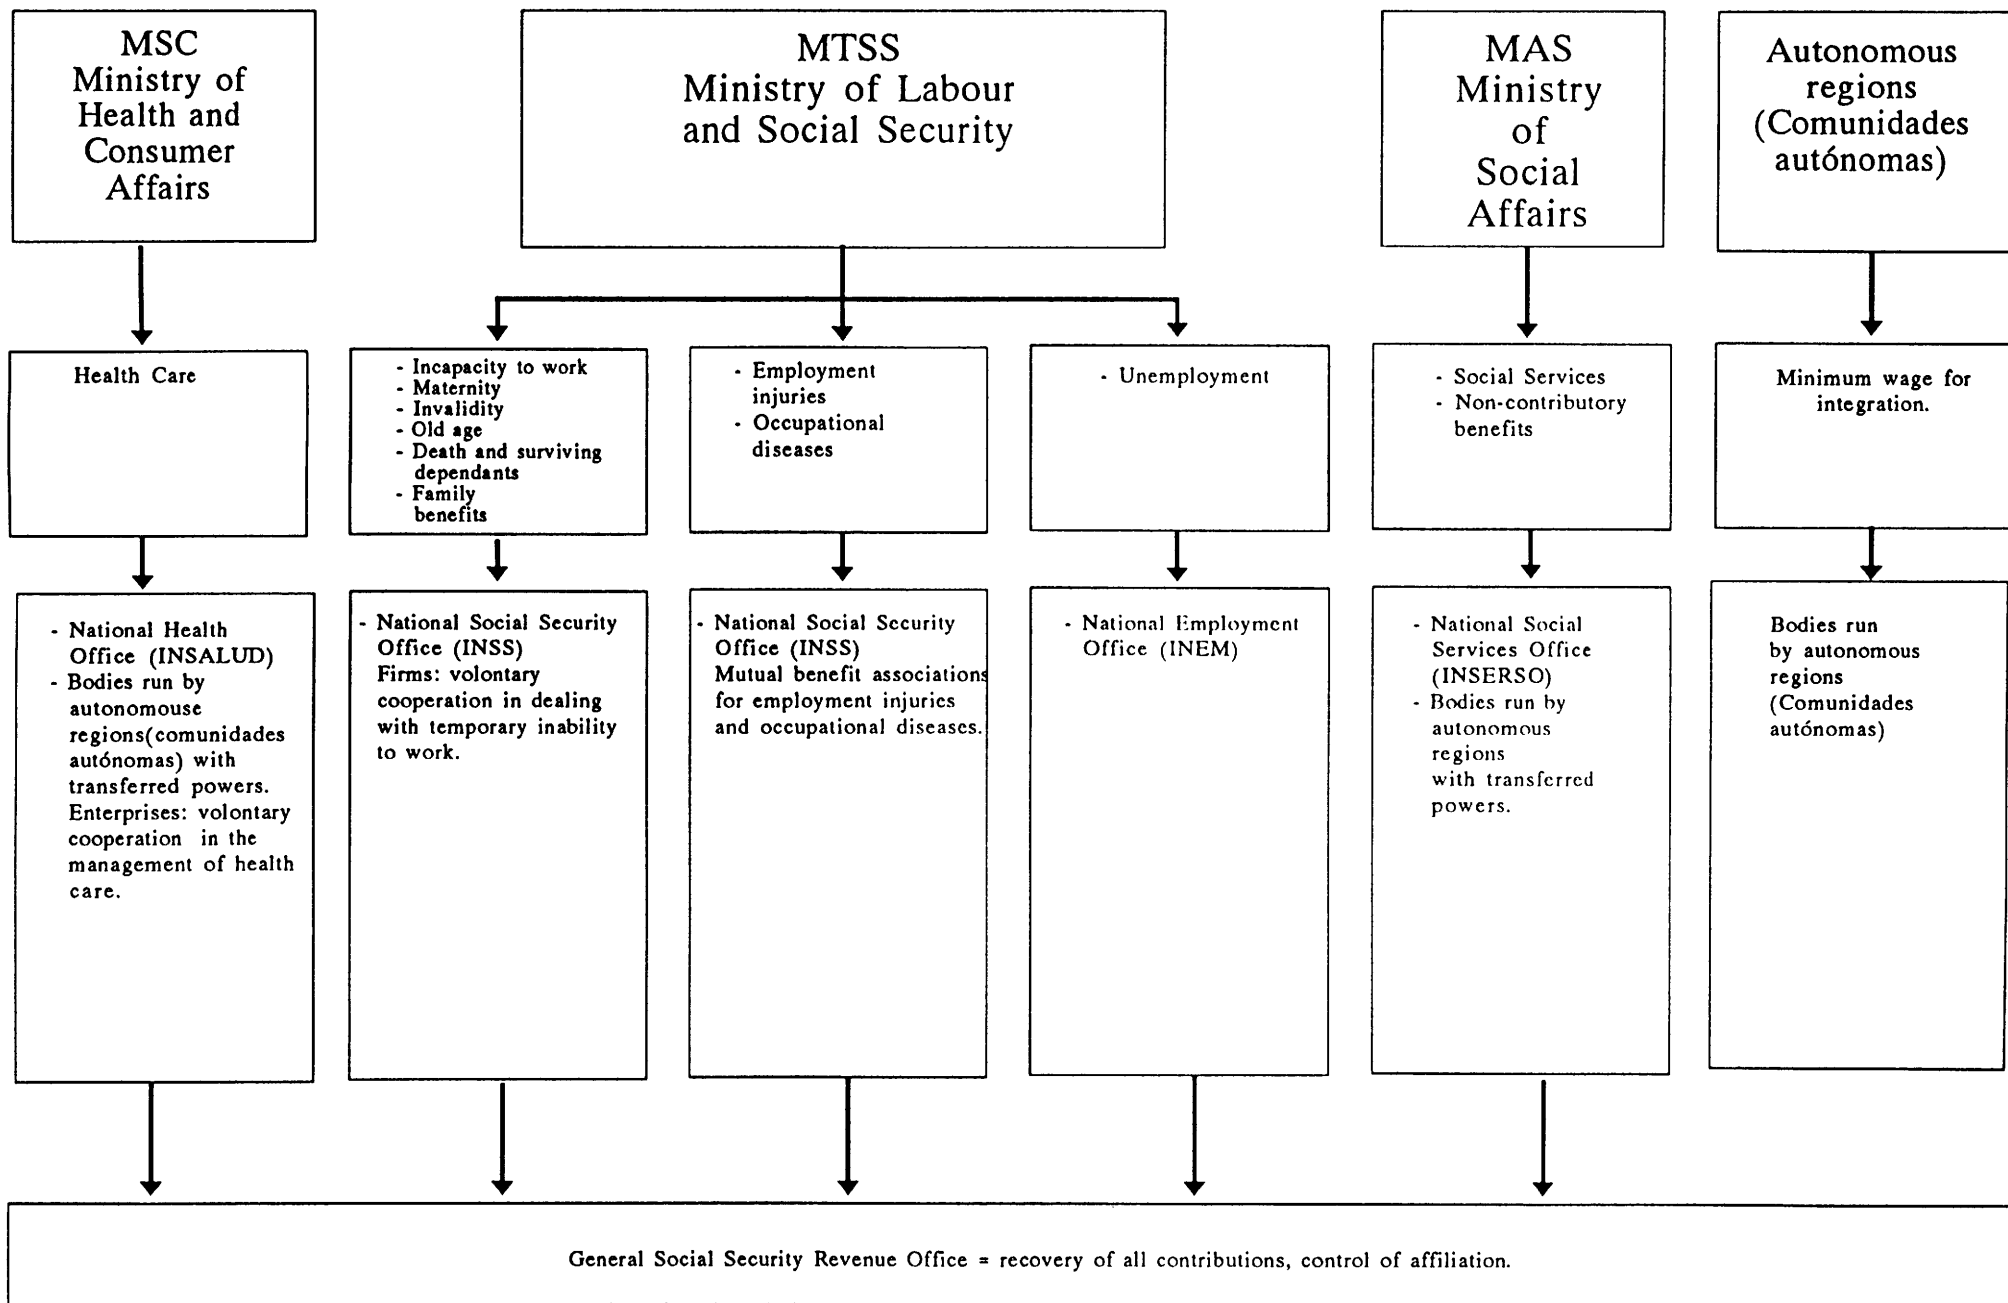 MSC
Ministry of
Health and
Consumer
Affairs
MTSS
Ministry of Labour
and Social Security
MAS
Ministry
of
Social
Affairs
Autonomous
regions
(Comunidades
autónomas)
Health Care
- Incapacity to work
- Maternity
- Invalidity
- Old age
- Death and surviving
dependants
- Family
benefits
- Employment
injuries
- Occupational
diseases
- Unemployment
- Social Services
- Non-contributory
benefits
Minimum wage for
integration.
- National Health
Office (INSALUD)
- Bodies run by
autonomouse
regions(comunidades
autónomas) with
transferred powers.
Enterprises: volontary
cooperation in the
management of health
care.
- National Social Security
Office (INSS)
Firms: volontary
cooperation in dealing
with temporary inability
to work.
- National Social Security
Office (INSS)
Mutual benefit associations
for employment injuries
and occupational diseases.
- National Employment
Office (INEM)
- National Social
Services Office
(INSERSO)
- Bodies run by
autonomous
regions
with transferred
powers.
Bodies run
by autonomous
regions
(Comunidades
autónomas)
General Social Security Revenue Office = recovery of all contributions, control of affiliation.